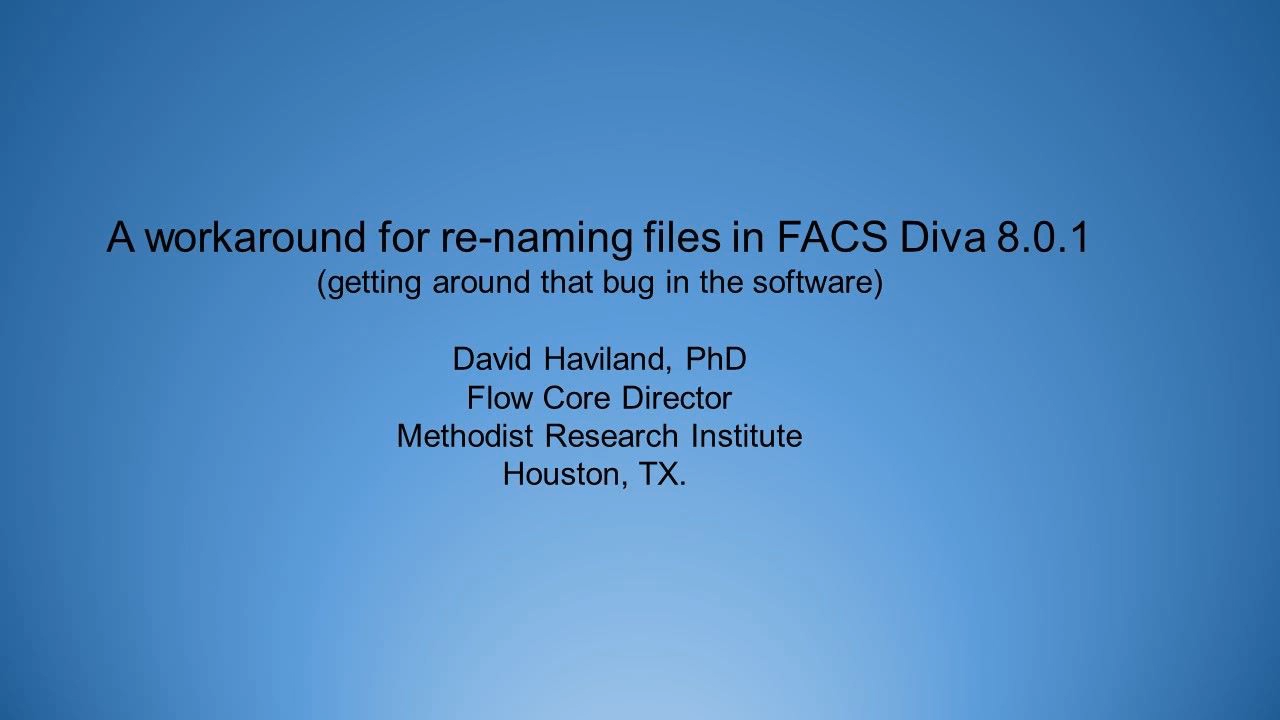 A workaround for re-naming files in FACS Diva 8.0.1
(getting around that bug in the software)
David Haviland, PhD
Flow Core Director
Methodist Research Institute
Houston, TX.